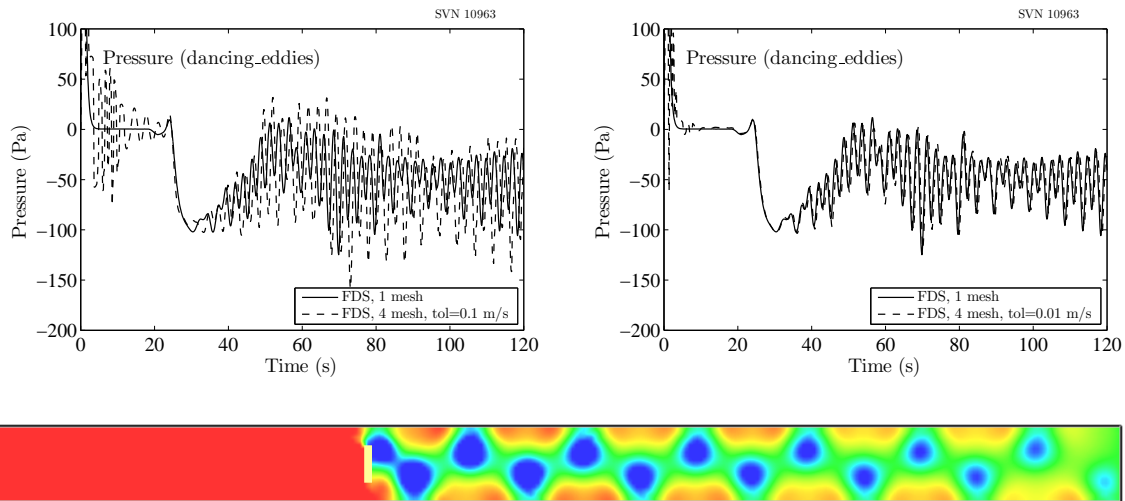 SVN 10963
Pressure (dancing_eddies)
100
50
0
−50
−100
−150
−200
Pressure (Pa)
FDS, 1 mesh
FDS, 4 mesh, tol=0.1 m/s
0 20 40 60 80 100 120
Time (s)
SVN 10963
Pressure (dancing_eddies)
100
50
0
−50
−100
−150
−200
Pressure (Pa)
FDS, 1 mesh
FDS, 4 mesh, tol=0.01 m/s
0 20 40 60 80 100 120
Time (s)